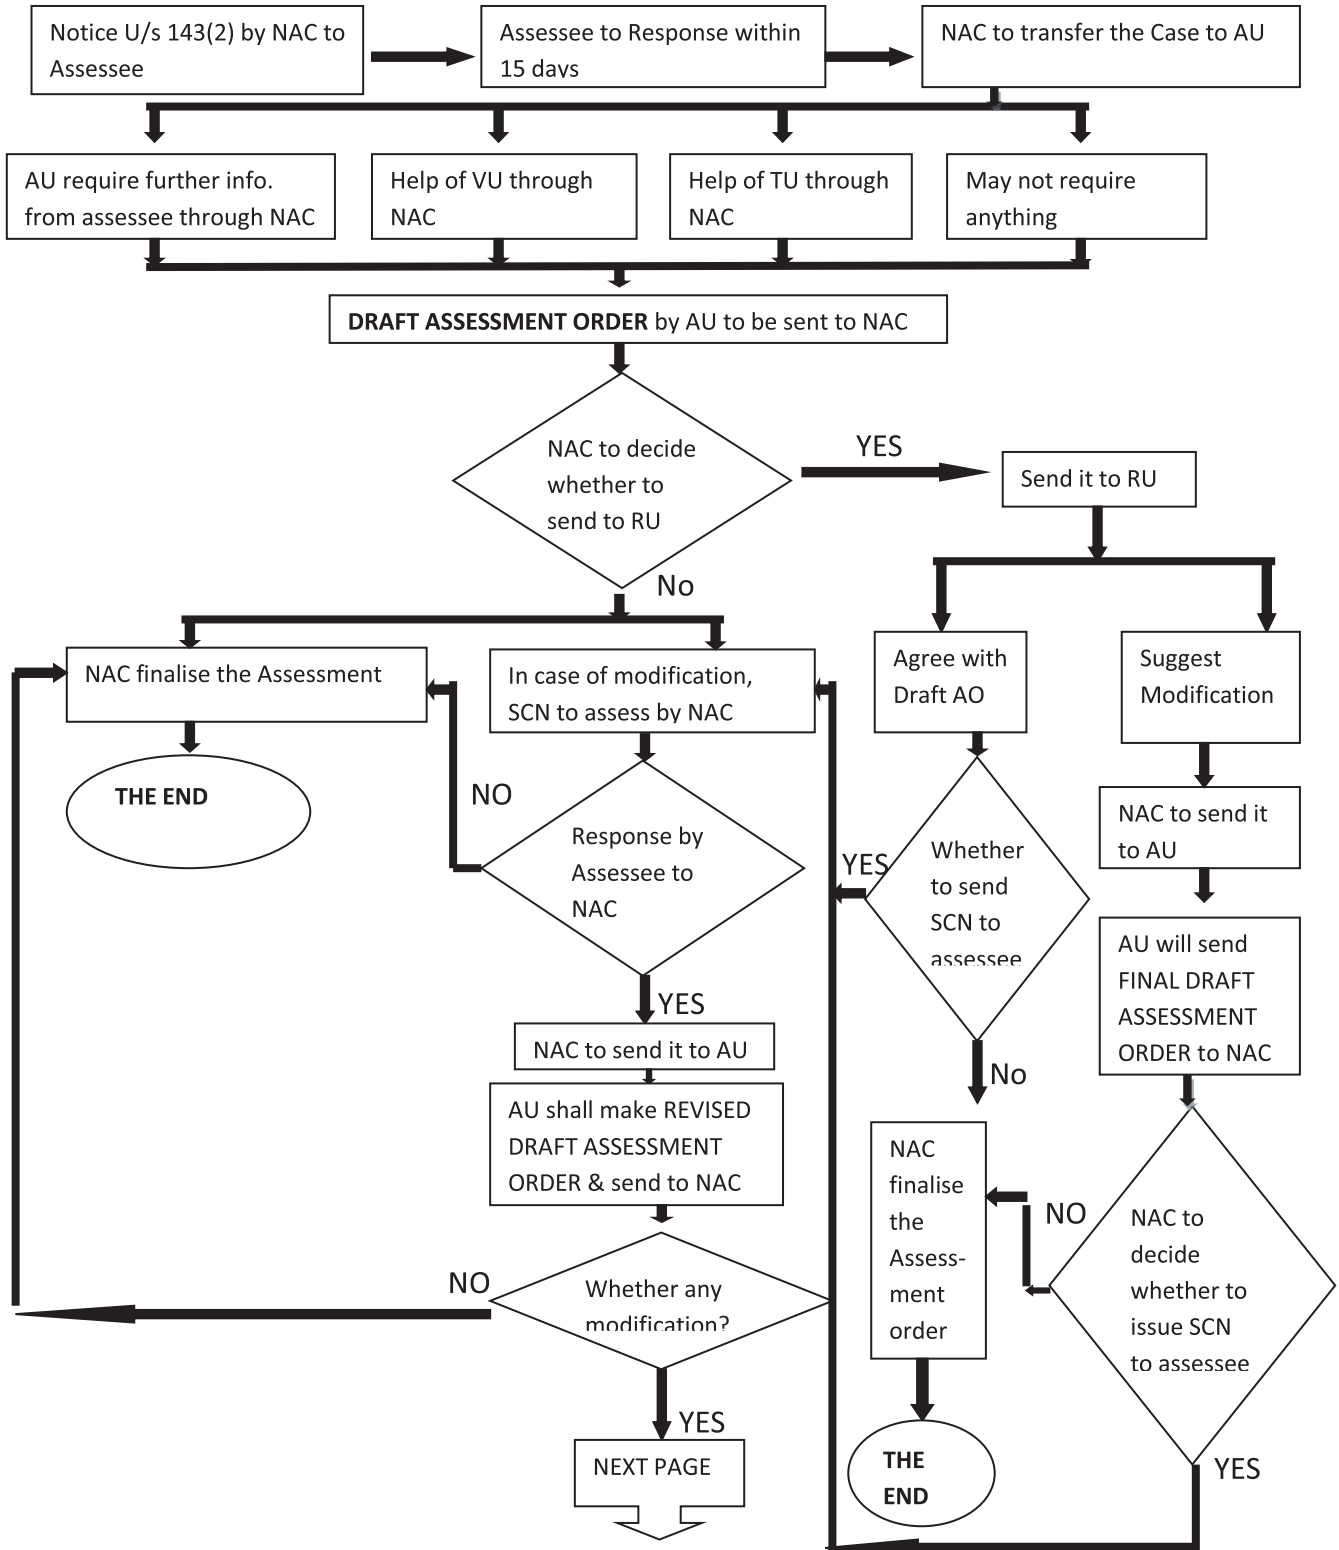 Notice U/s 143(2) by NAC to
Assessee
Assessee to Response within
15 days
NAC to transfer the Case to AU
AU require further info.
from assessee through NAC
Help of VU through
NAC
Help of TU through
NAC
May not require
anything
DRAFT ASSESSMENT ORDER by AU to be sent to NAC
NAC to decide
whether to
send to RU
YES
Send it to RU
No
NAC finalise the Assessment
THE END
In case of modification,
SCN to assess by NAC
NO
Response by
Assessee to
NAC
YES
NAC to send it to AU
AU shall make REVISED
DRAFT ASSESSMENT
ORDER & send to NAC
NO
Whether any
modification?
YES
NEXT PAGE
Agree with
Draft AO
YES
Whether
to send
SCN to
assessee
No
NAC
finalise
the
Assess-
ment
order
THE
END
Suggest
Modification
NAC to send it
to AU
AU will send
FINAL DRAFT
ASSESSMENT
ORDER to NAC
NO
NAC to
decide
whether to
issue SCN
to assessee
YES